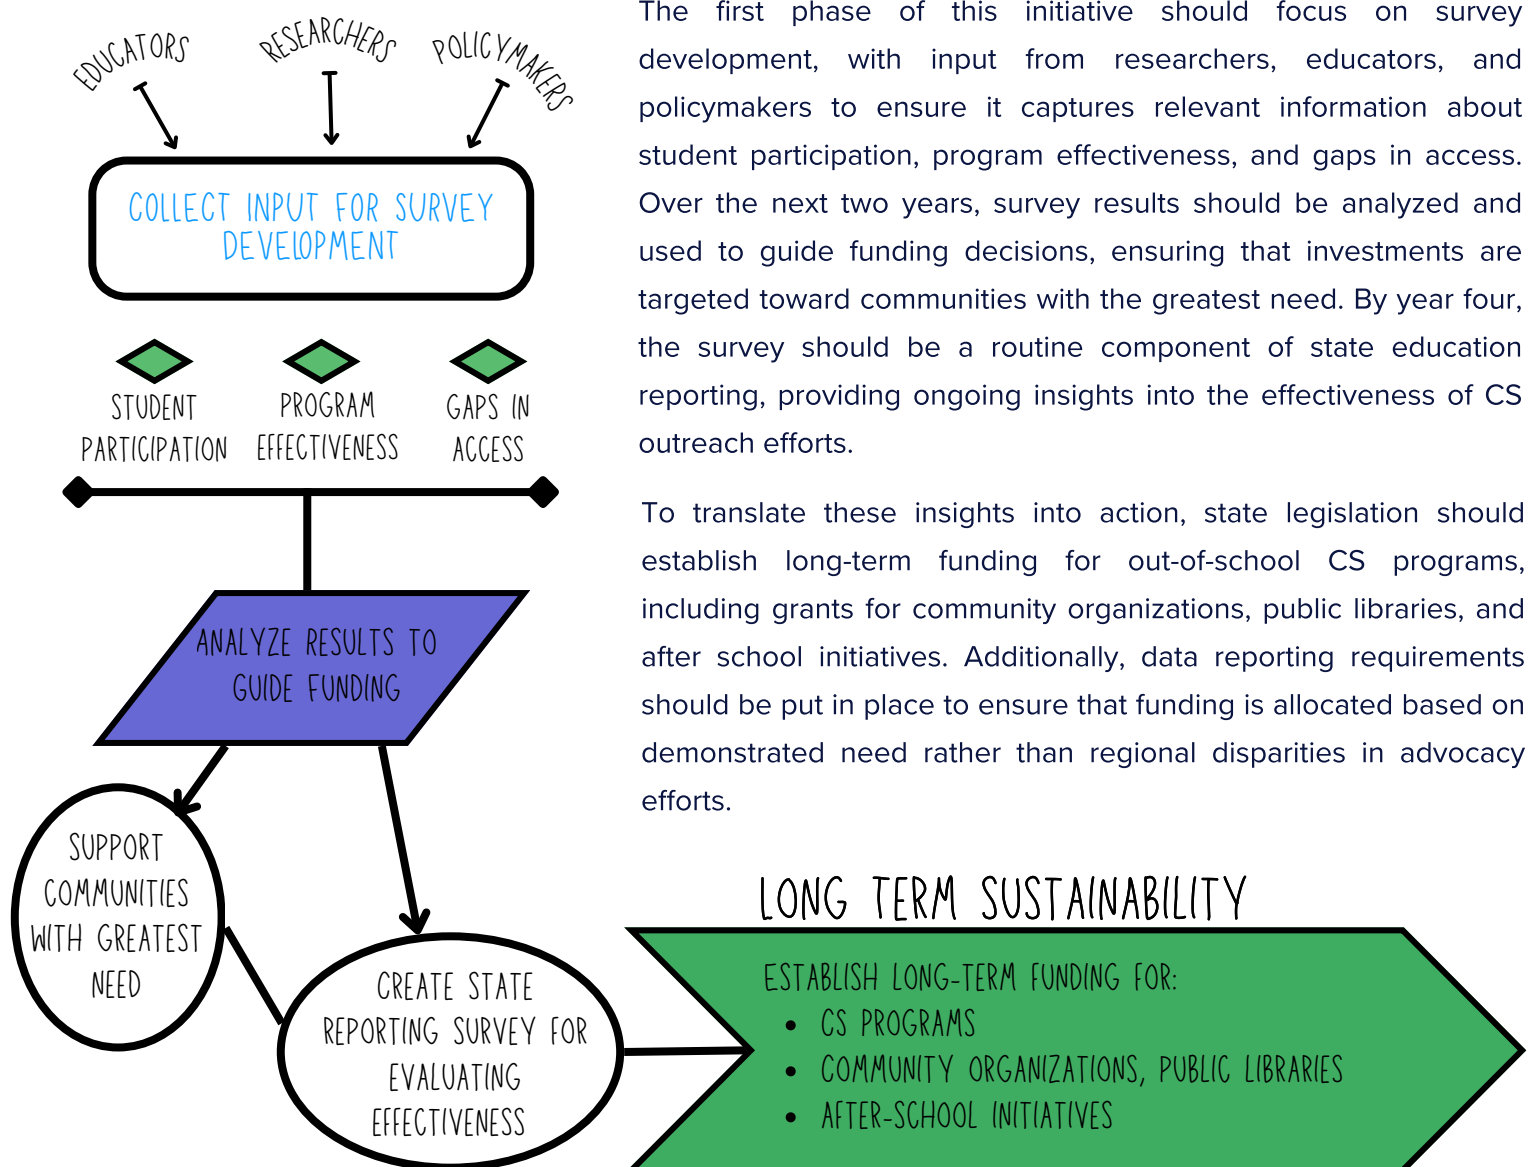 EDUCATORS
RESEARCHERS
POLICYMAKERS
COLLECT INPUT FOR SURVEY
DEVELOPMENT
STUDENT
PARTICIPATION
PROGRAM
EFFECTIVENESS
GAPS IN
ACCESS
ANALYZE RESULTS TO
GUIDE FUNDING
SUPPORT
COMMUNITIES
WITH GREATEST
NEED
CREATE STATE
REPORTING SURVEY FOR
EVALUATING
EFFECTIVENESS
The first phase of this initiative should focus on survey
development, with input from researchers, educators, and
policymakers to ensure it captures relevant information about
student participation, program effectiveness, and gaps in access.
Over the next two years, survey results should be analyzed and
used to guide funding decisions, ensuring that investments are
targeted toward communities with the greatest need. By year four,
the survey should be a routine component of state education
reporting, providing ongoing insights into the effectiveness of CS
outreach efforts.
To translate these insights into action, state legislation should
establish long-term funding for out-of-school CS programs,
including grants for community organizations, public libraries, and
after school initiatives. Additionally, data reporting requirements
should be put in place to ensure that funding is allocated based on
demonstrated need rather than regional disparities in advocacy
efforts.
LONG TERM SUSTAINABILITY
ESTABLISH LONG-TERM FUNDING FOR:
• CS PROGRAMS
• COMMUNITY ORGANIZATIONS, PUBLIC LIBRARIES
• AFTER-SCHOOL INITIATIVES